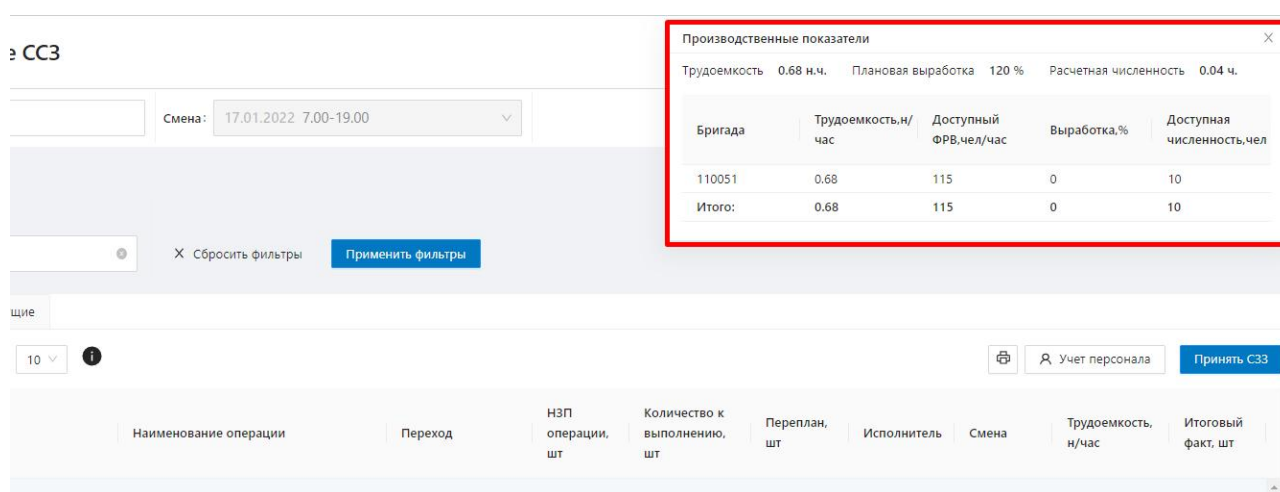 е ССЗ
Производственные показатели
Трудоемкость 0.68 н.ч. Плановая выработка 120 % Расчетная численность 0.04 ч.
Смена: 17.01.2022 7.00-19.00
Бригада
Трудоемкость,н/
час
Доступный
ФРВ,чел/час
Выработка,%
Доступная
численность,чел
110051 0.68 115 0 10
Итого: 0.68 115 0 10
Сбросить фильтры
Применить фильтры
щие
10
Учет персонала
Принять СЗЗ
Наименование операции
Переход
НЗП
операции,
шт
Количество к
выполнению,
шт
Переплан,
шт
Исполнитель
Смена
Трудоемкость,
н/час
Итоговый
факт, шт